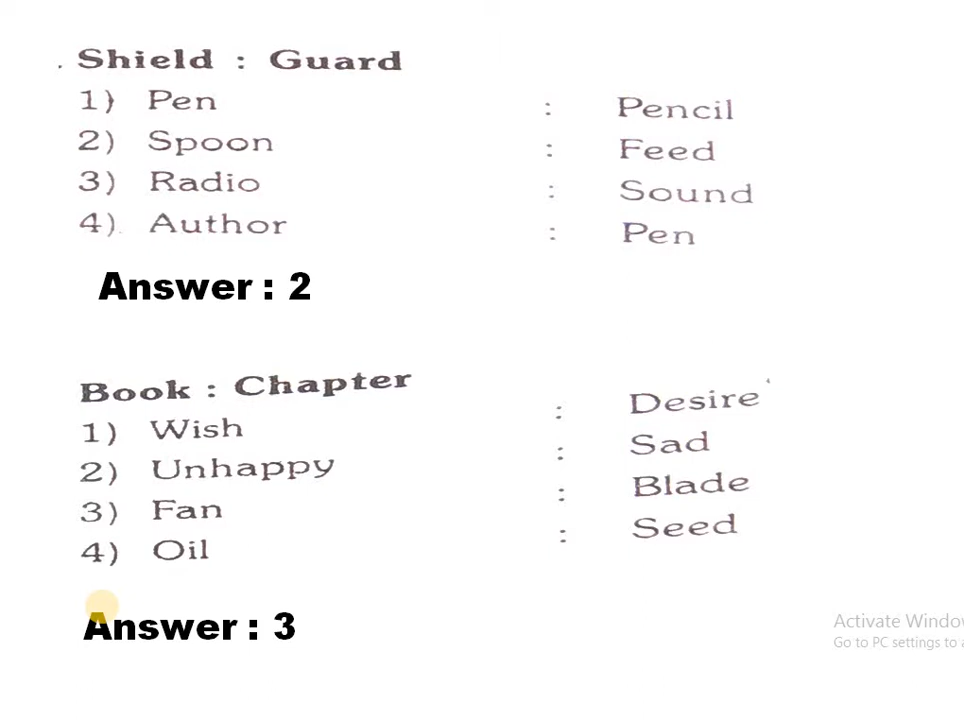 . Shield : Guard
1) Pen : Pencil
2) Spoon : Feed
3) Radio : Sound
4) Author : Pen
Answer : 2
Book : Chapter
1) Wish : Desire
2) Unhappy : Sad
3) Fan : Blade
4) Oil : Seed
Answer : 3
Activate Windo
Go to PC settings to a